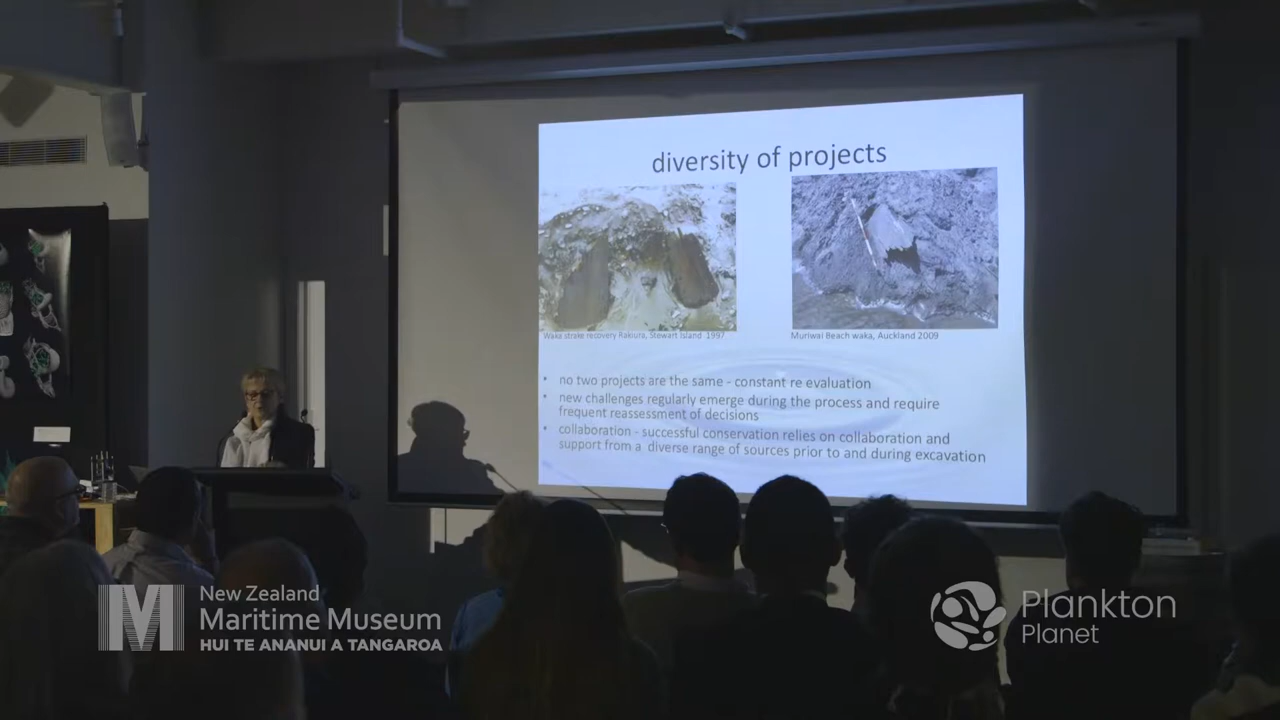 diversity of projects
Waka strake recovery Rakiura, Stewart Island 1997
Muriwai Beach waka, Auckland 2009
• no two projects are the same - constant re evaluation
• new challenges regularly emerge during the process and require
frequent reassessment of decisions
• collaboration - successful conservation relies on collaboration and
support from a diverse range of sources prior to and during excavation
New Zealand
Maritime Museum
HUI TE ANANUI A TANGAROA
Plankton
Planet